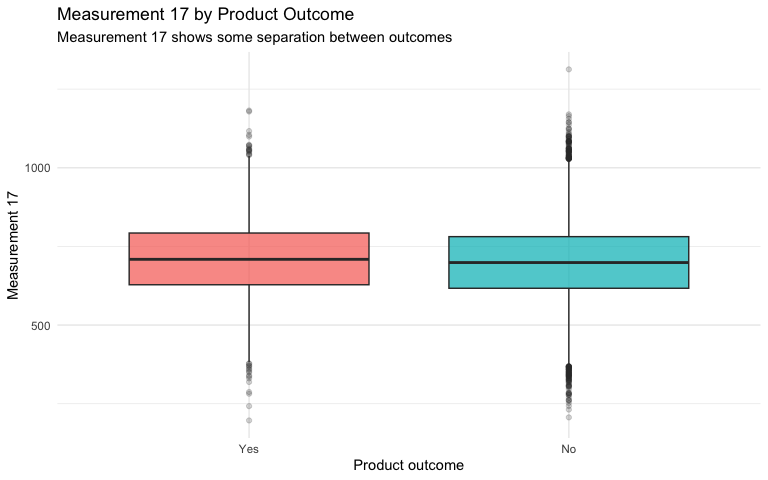 Measurement 17 by Product Outcome
Measurement 17 shows some separation between outcomes
Measurement 17
1000
500
Yes
No
Product outcome